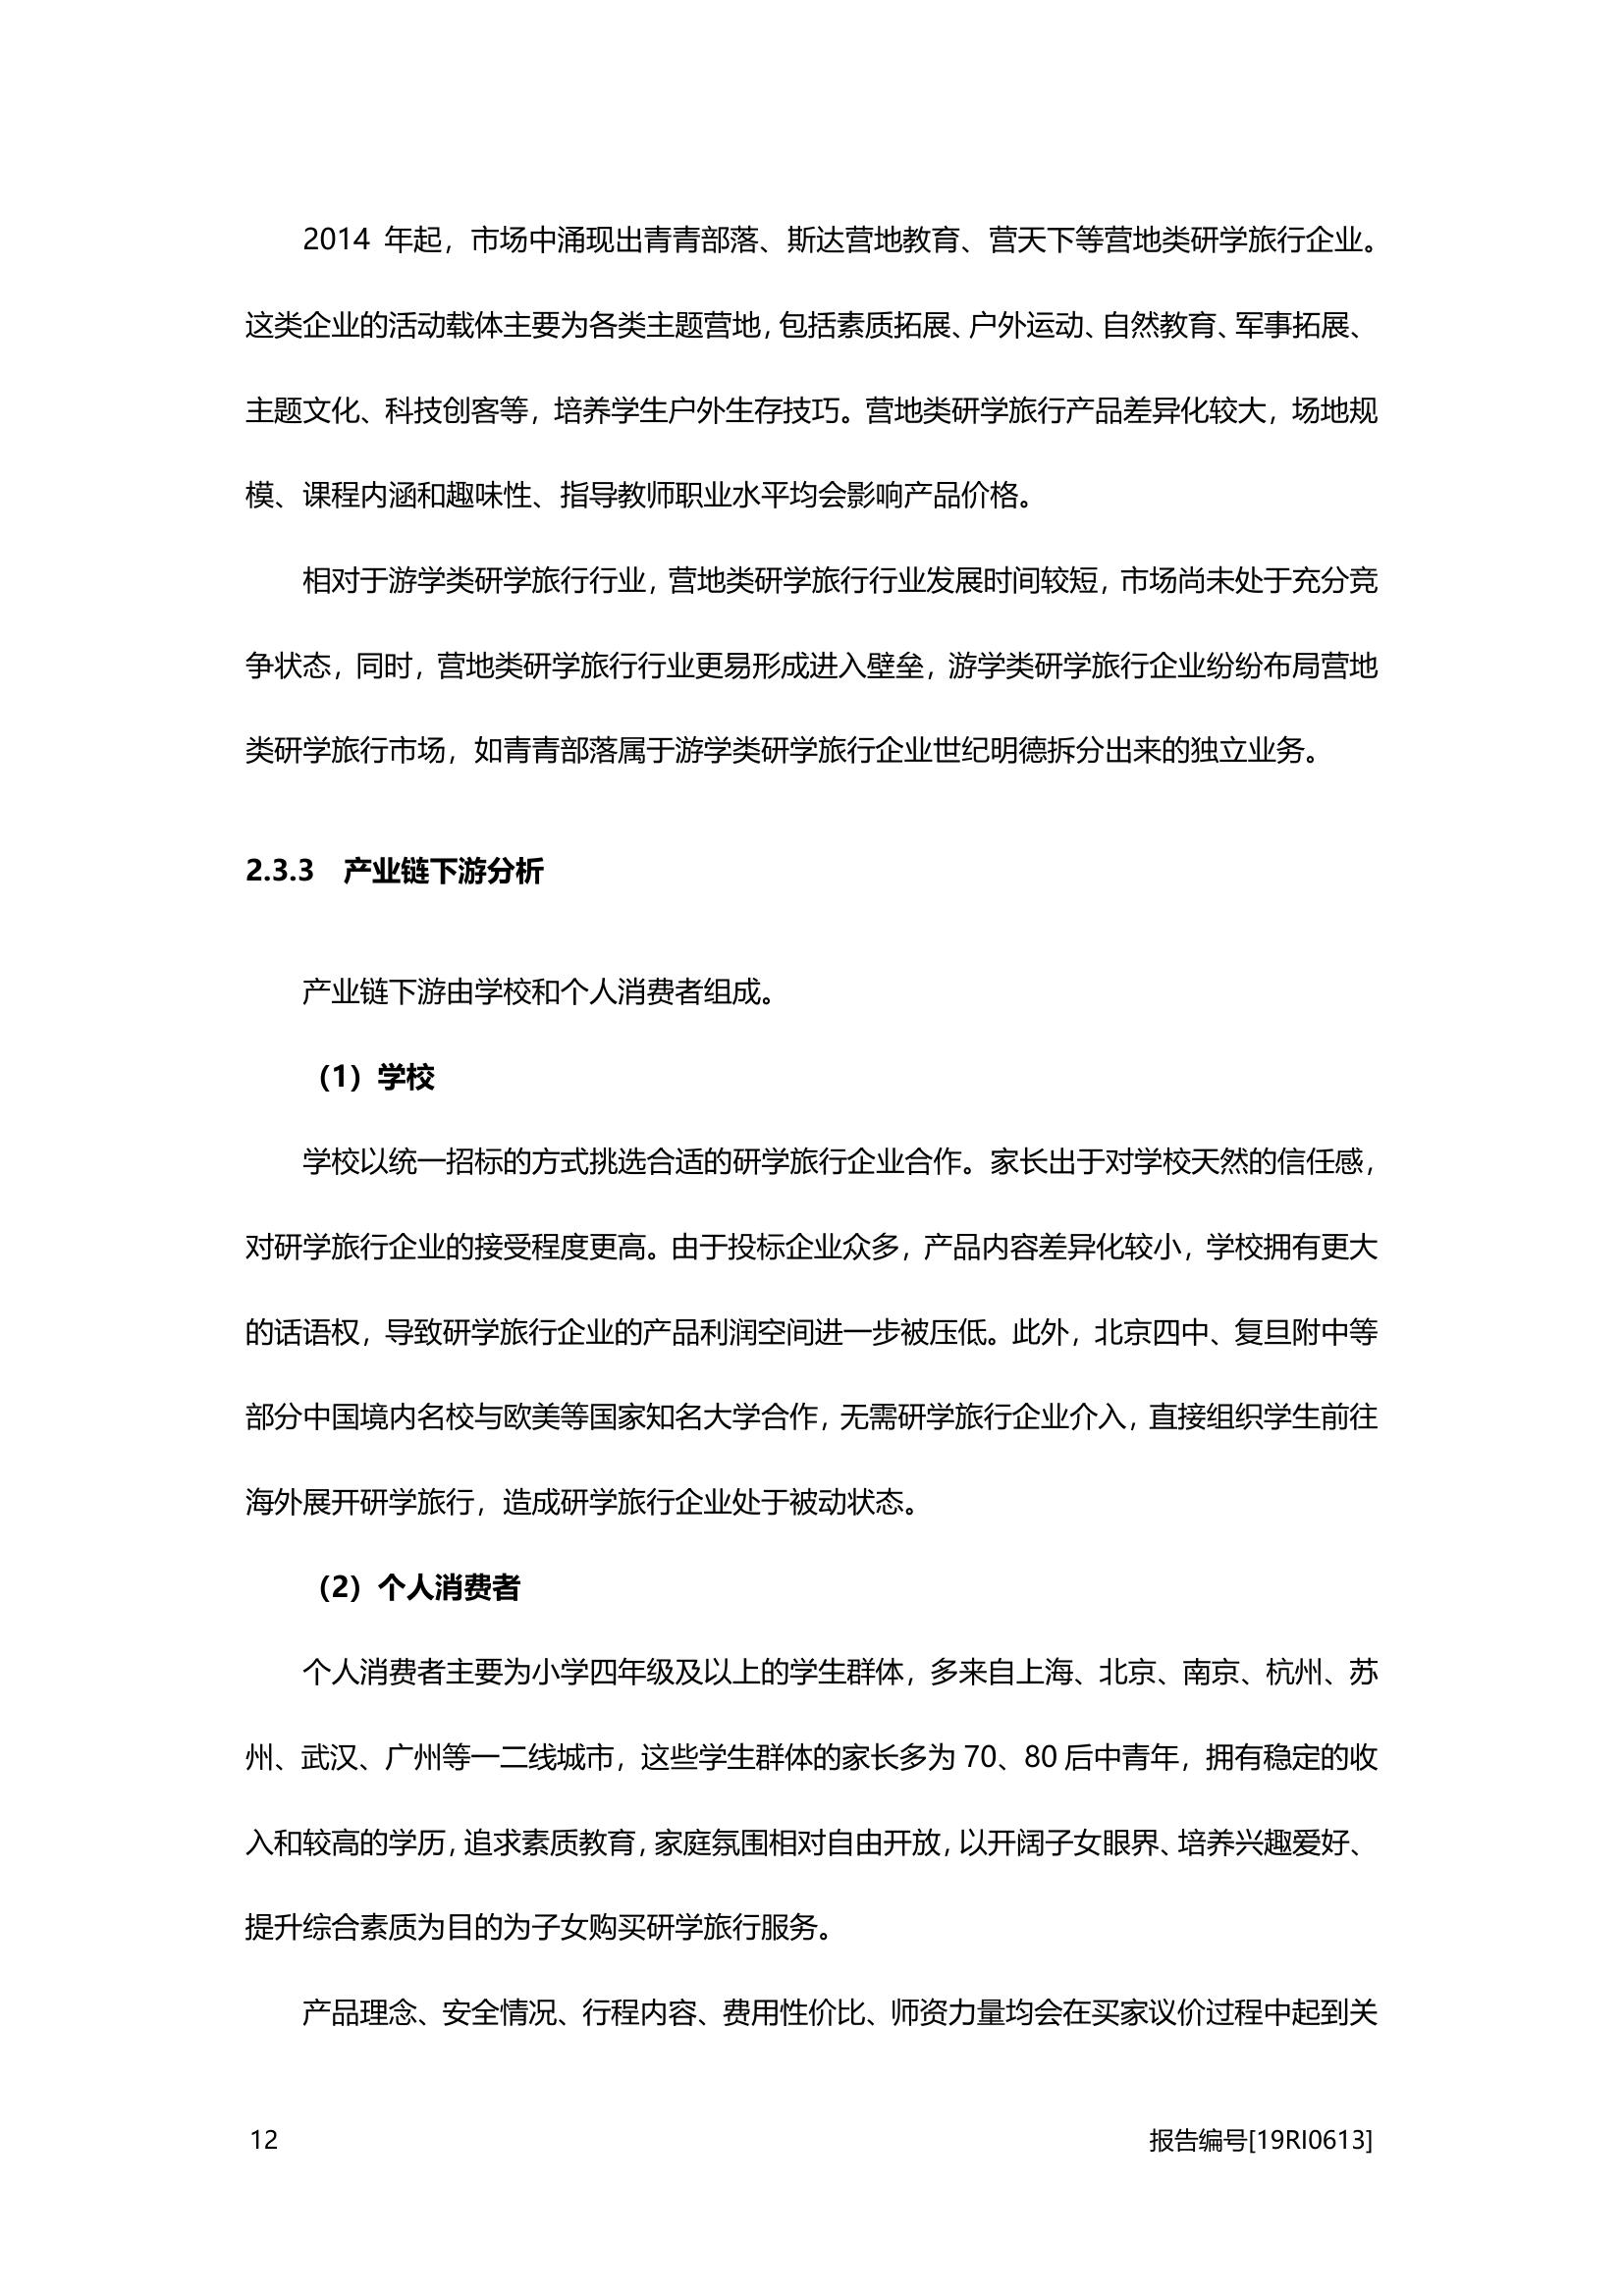 2014 年起，市场中涌现出青青部落、斯达营地教育、营天下等营地类研学旅行企业。
这类企业的活动载体主要为各类主题营地，包括素质拓展、户外运动、自然教育、军事拓展、
主题文化、科技创客等，培养学生户外生存技巧。营地类研学旅行产品差异化较大，场地规
模、课程内涵和趣味性、指导教师职业水平均会影响产品价格。
相对于游学类研学旅行行业，营地类研学旅行行业发展时间较短，市场尚未处于充分竞
争状态，同时，营地类研学旅行行业更易形成进入壁垒，游学类研学旅行企业纷纷布局营地
类研学旅行市场，如青青部落属于游学类研学旅行企业世纪明德拆分出来的独立业务。
2.3.3 产业链下游分析
产业链下游由学校和个人消费者组成。
（1）学校
学校以统一招标的方式挑选合适的研学旅行企业合作。家长出于对学校天然的信任感，
对研学旅行企业的接受程度更高。由于投标企业众多，产品内容差异化较小，学校拥有更大
的话语权，导致研学旅行企业的产品利润空间进一步被压低。此外，北京四中、复旦附中等
部分中国境内名校与欧美等国家知名大学合作，无需研学旅行企业介入，直接组织学生前往
海外展开研学旅行，造成研学旅行企业处于被动状态。
（2）个人消费者
个人消费者主要为小学四年级及以上的学生群体，多来自上海、北京、南京、杭州、苏
州、武汉、广州等一二线城市，这些学生群体的家长多为 70、80 后中青年，拥有稳定的收
入和较高的学历，追求素质教育，家庭氛围相对自由开放，以开阔子女眼界、培养兴趣爱好、
提升综合素质为目的为子女购买研学旅行服务。
产品理念、安全情况、行程内容、费用性价比、师资力量均会在买家议价过程中起到关
12 报告编号[19RI0613]